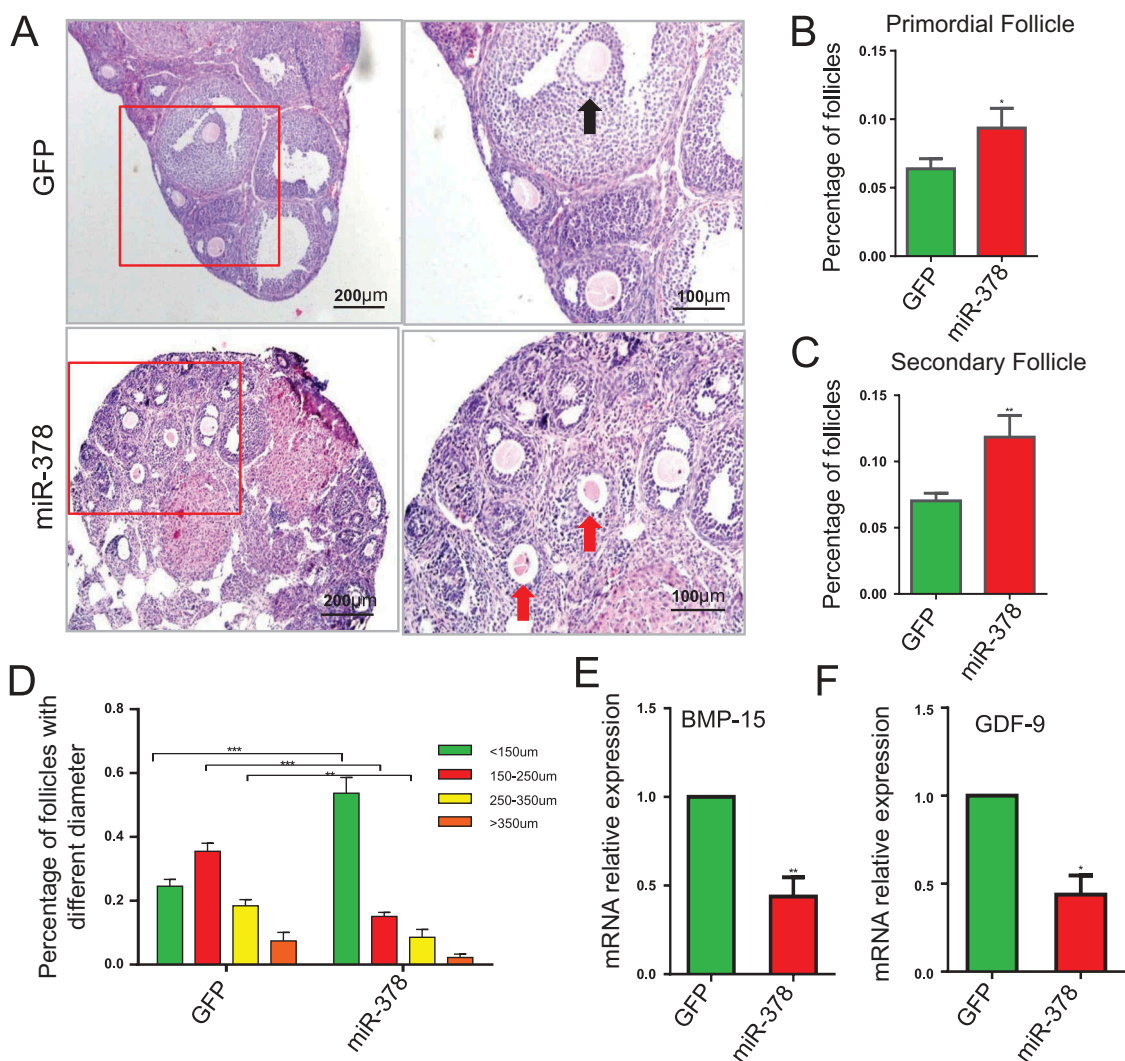 A
GFP
200µm
100µm
miR-378
200µm
100µm
B
Primordial Follicle
Percentage of follicles
0.15
*
0.10
0.05
0.00
GFP
miR-378
C
Secondary Follicle
Percentage of follicles
0.15
**
0.10
0.05
0.00
GFP
miR-378
D
Percentage of follicles with
different diameter
0.8
0.6
0.4
0.2
0.0
***
***
**
<150um
150-250um
250-350um
>350um
GFP
miR-378
E
BMP-15
mRNA relative expression
1.5
1.0
0.5
0.0
**
GFP
miR-378
F
GDF-9
mRNA relative expression
1.5
1.0
0.5
0.0
*
GFP
miR-378